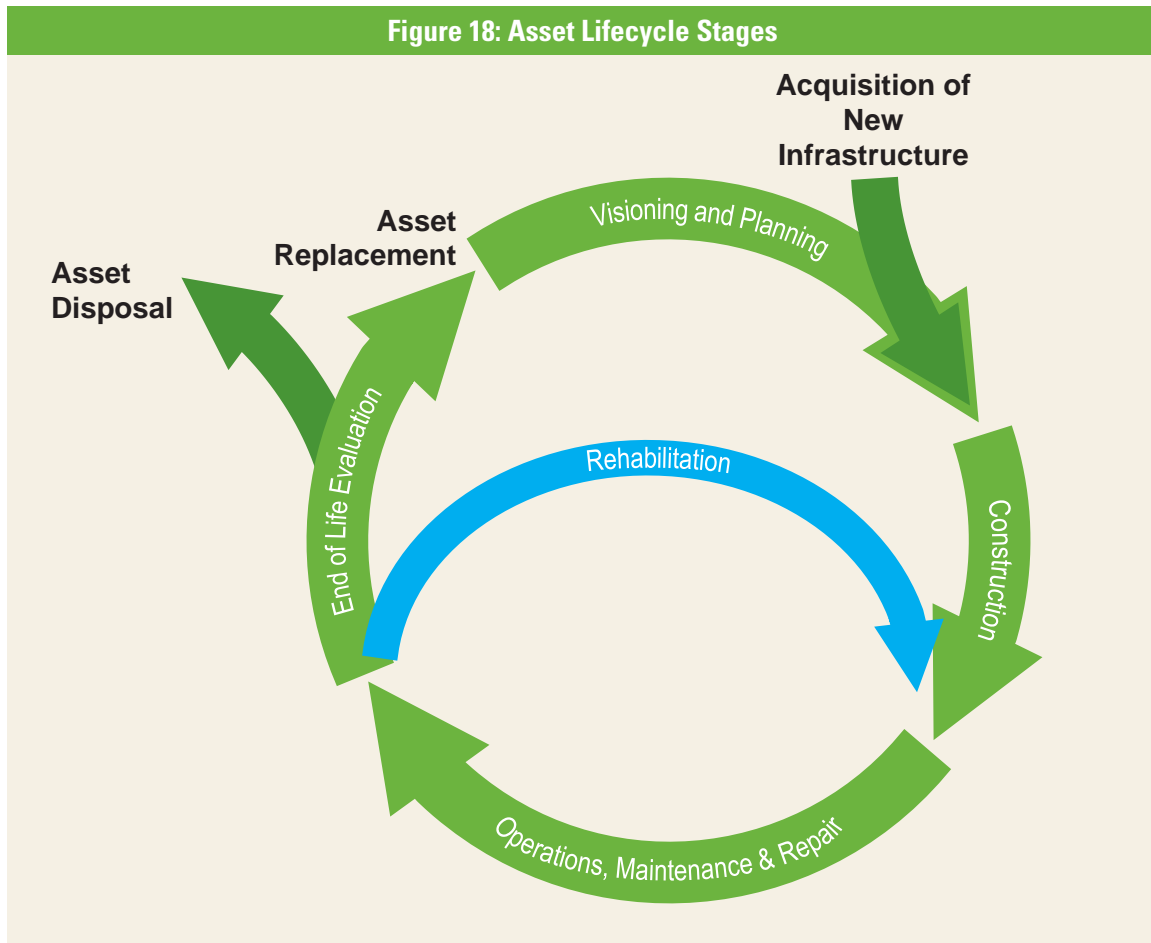 Figure 18: Asset Lifecycle Stages
Acquisition of
New
Infrastructure
Visioning and Planning
Asset
Replacement
Asset
Disposal
End of Life Evaluation
Rehabilitation
Construction
Operations, Maintenance & Repair